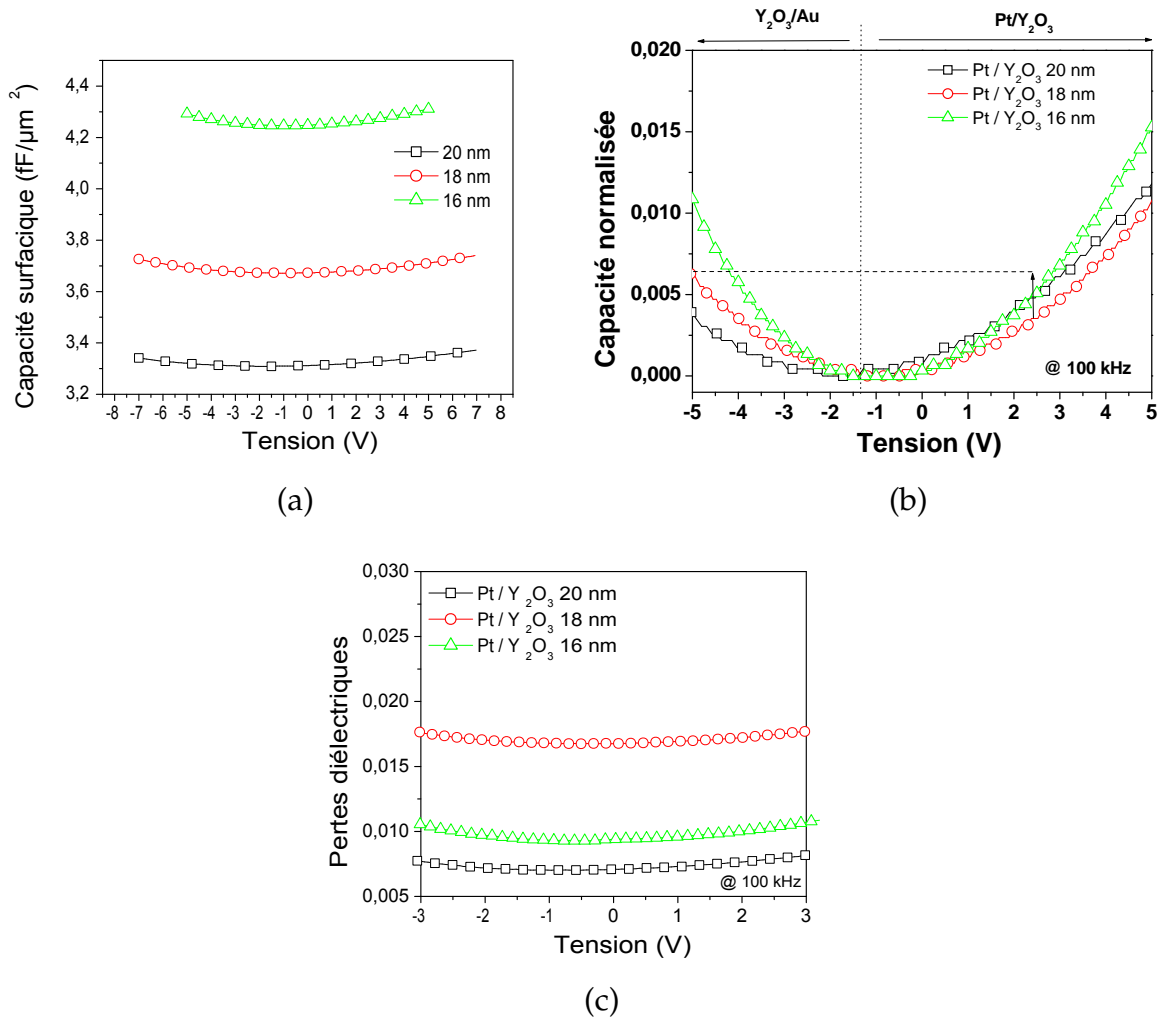 4,4
4,2
4,0
3,8
3,6
3,4
3,2
-8 -7 -6 -5 -4 -3 -2 -1 0 1 2 3 4 5 6 7 8
Capacité surfacique (fF/µm ²)
Tension (V)
20 nm
18 nm
16 nm
(a)
Y₂O₃/Au
Pt/Y₂O₃
0,020
0,015
0,010
0,005
0,000
-5 -4 -3 -2 -1 0 1 2 3 4 5
Capacité normalisée
Tension (V)
Pt / Y₂O₃ 20 nm
Pt / Y₂O₃ 18 nm
Pt / Y₂O₃ 16 nm
@ 100 kHz
(b)
0,030
0,025
0,020
0,015
0,010
0,005
-3 -2 -1 0 1 2 3
Pertes diélectriques
Tension (V)
Pt / Y ₂O₃ 20 nm
Pt / Y ₂O₃ 18 nm
Pt / Y ₂O₃ 16 nm
@ 100 kHz
(c)